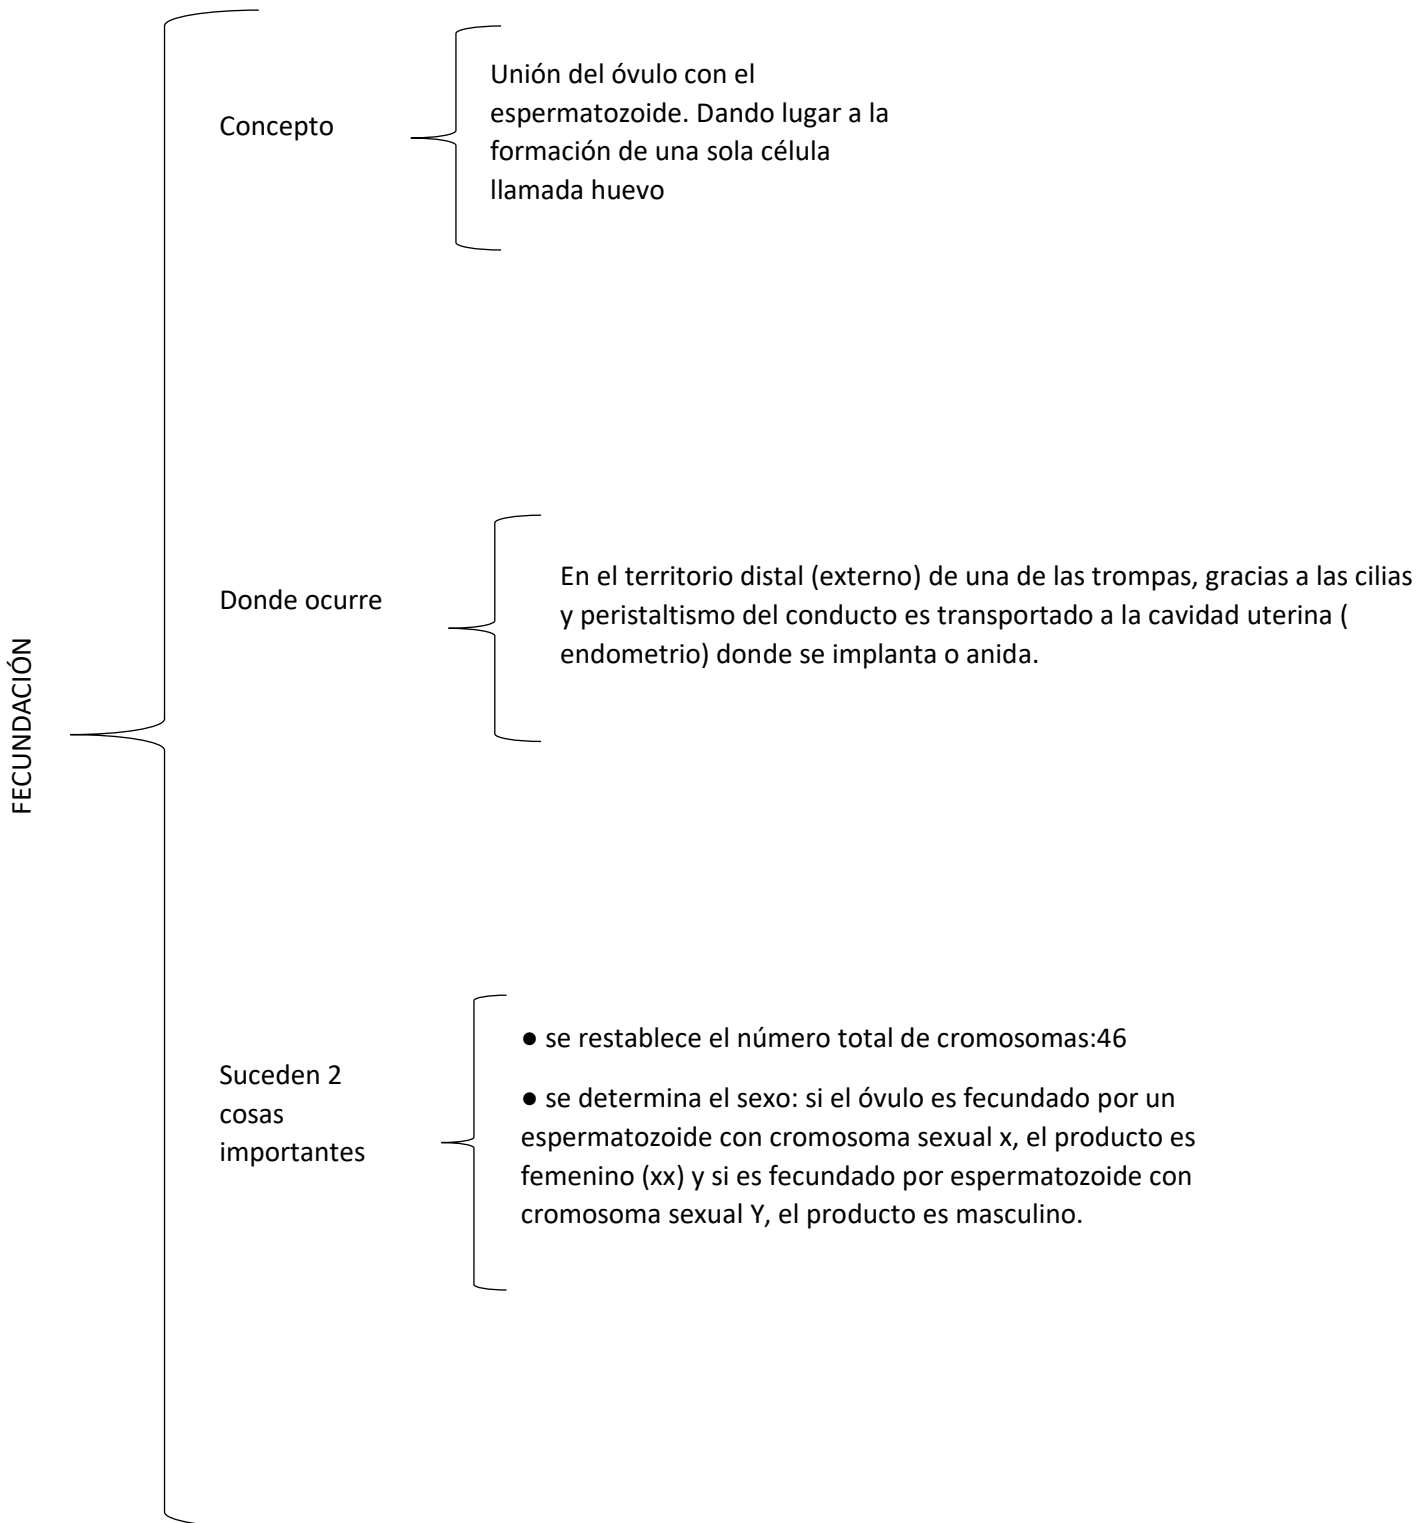 FECUNDACIÓN
Concepto
Unión del óvulo con el
espermatozoide. Dando lugar a la
formación de una sola célula
llamada huevo
Donde ocurre
En el territorio distal (externo) de una de las trompas, gracias a las cilias
y peristaltismo del conducto es transportado a la cavidad uterina (
endometrio) donde se implanta o anida.
Suceden 2
cosas
importantes
● se restablece el número total de cromosomas:46
● se determina el sexo: si el óvulo es fecundado por un
espermatozoide con cromosoma sexual x, el producto es
femenino (xx) y si es fecundado por espermatozoide con
cromosoma sexual Y, el producto es masculino.